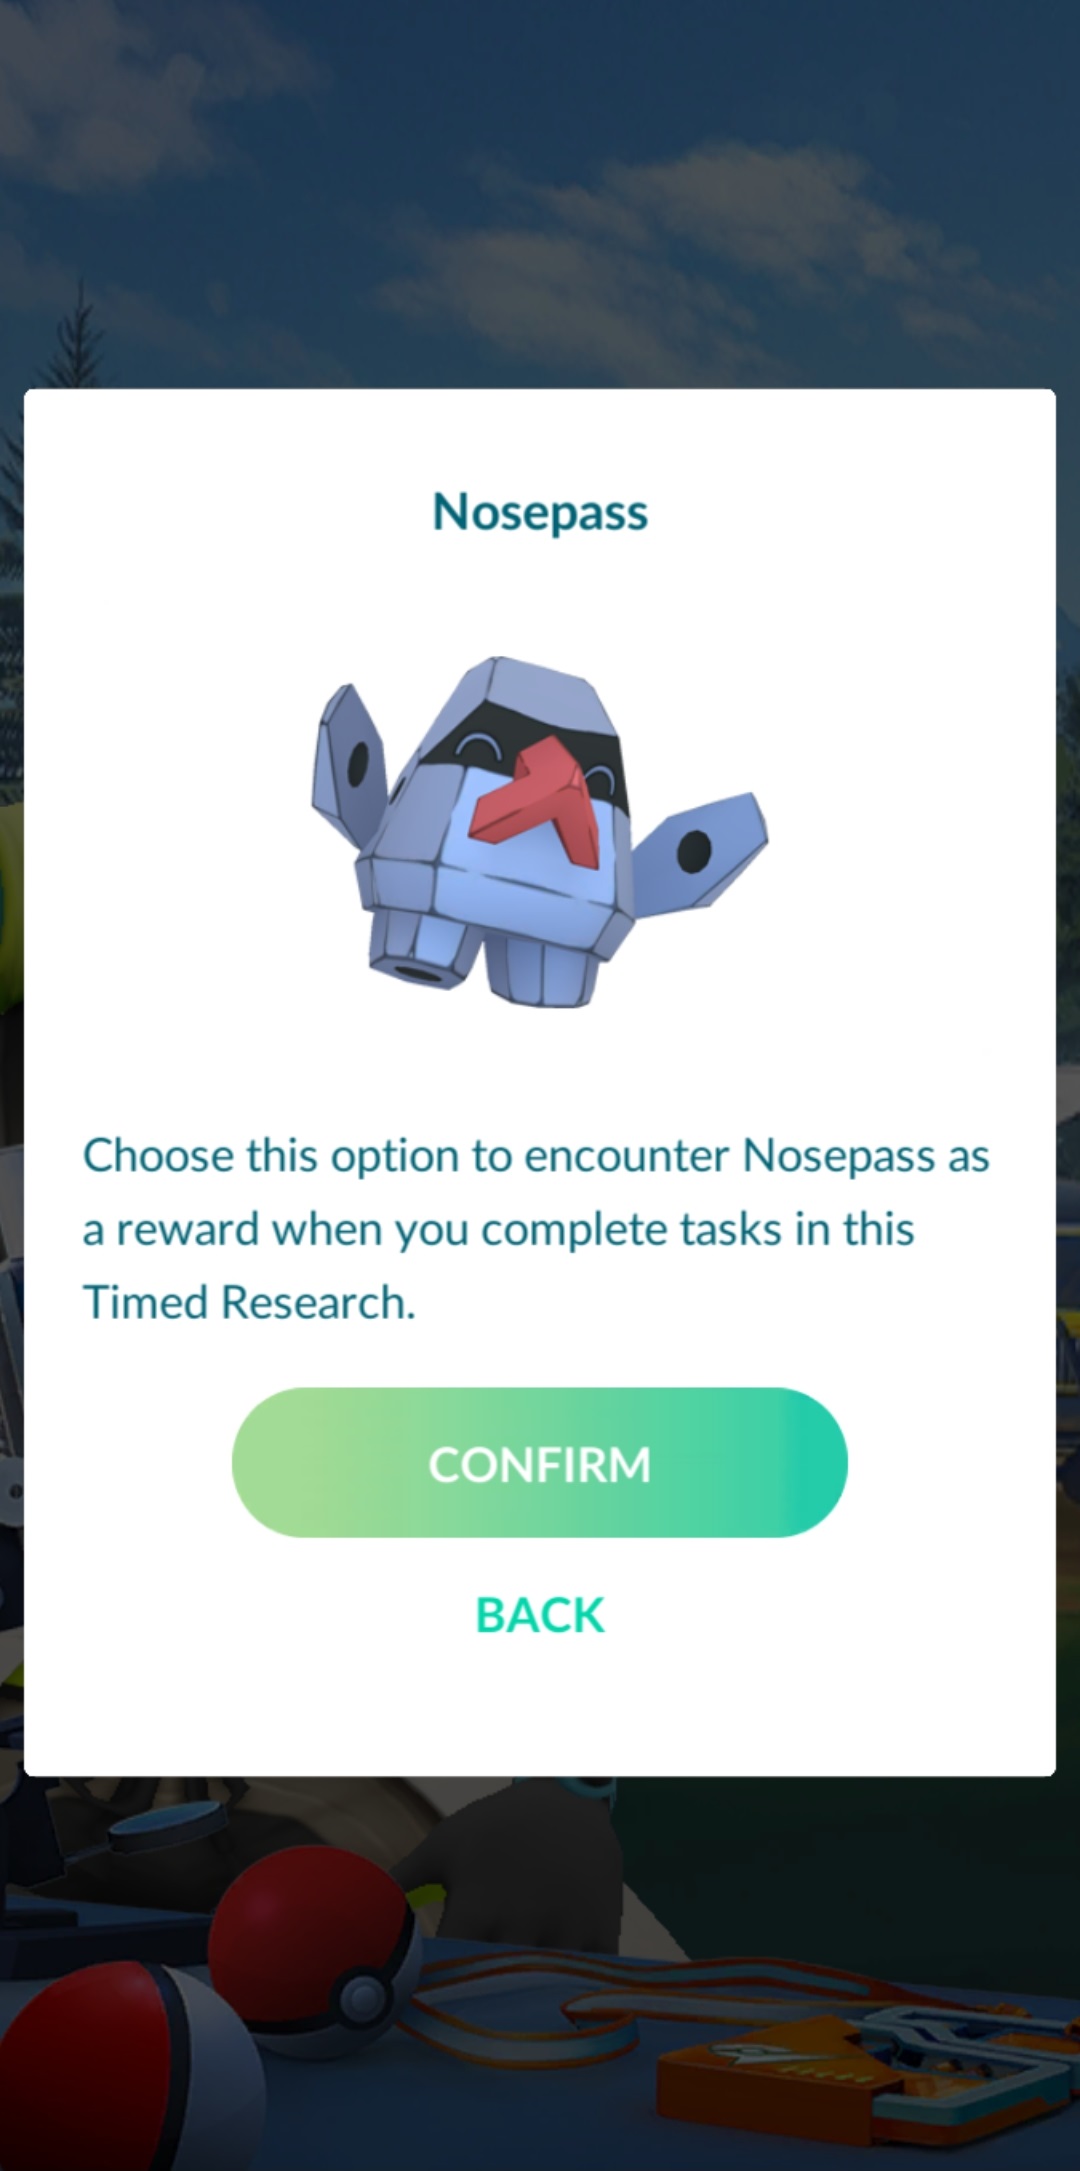 Nosepass
Choose this option to encounter Nosepass as
a reward when you complete tasks in this
Timed Research.
CONFIRM
BACK